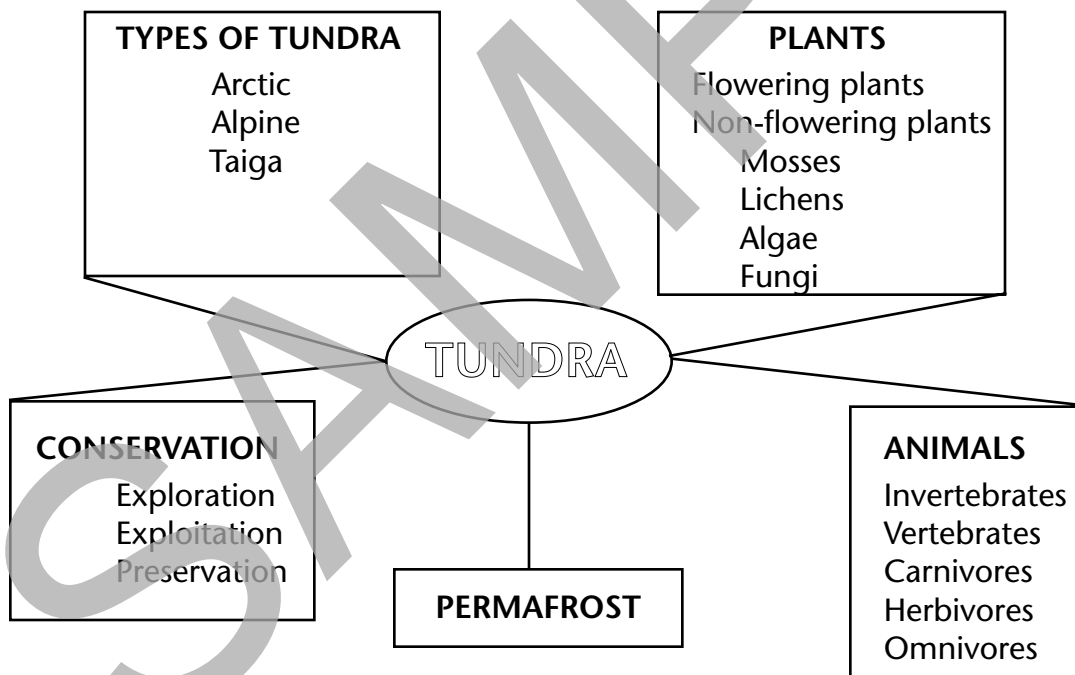 TYPES OF TUNDRA
Arctic
Alpine
Taiga
PLANTS
Flowering plants
Non-flowering plants
Mosses
Lichens
Algae
Fungi
TUNDRA
CONSERVATION
Exploration
Exploitation
Preservation
PERMAFROST
ANIMALS
Invertebrates
Vertebrates
Carnivores
Herbivores
Omnivores